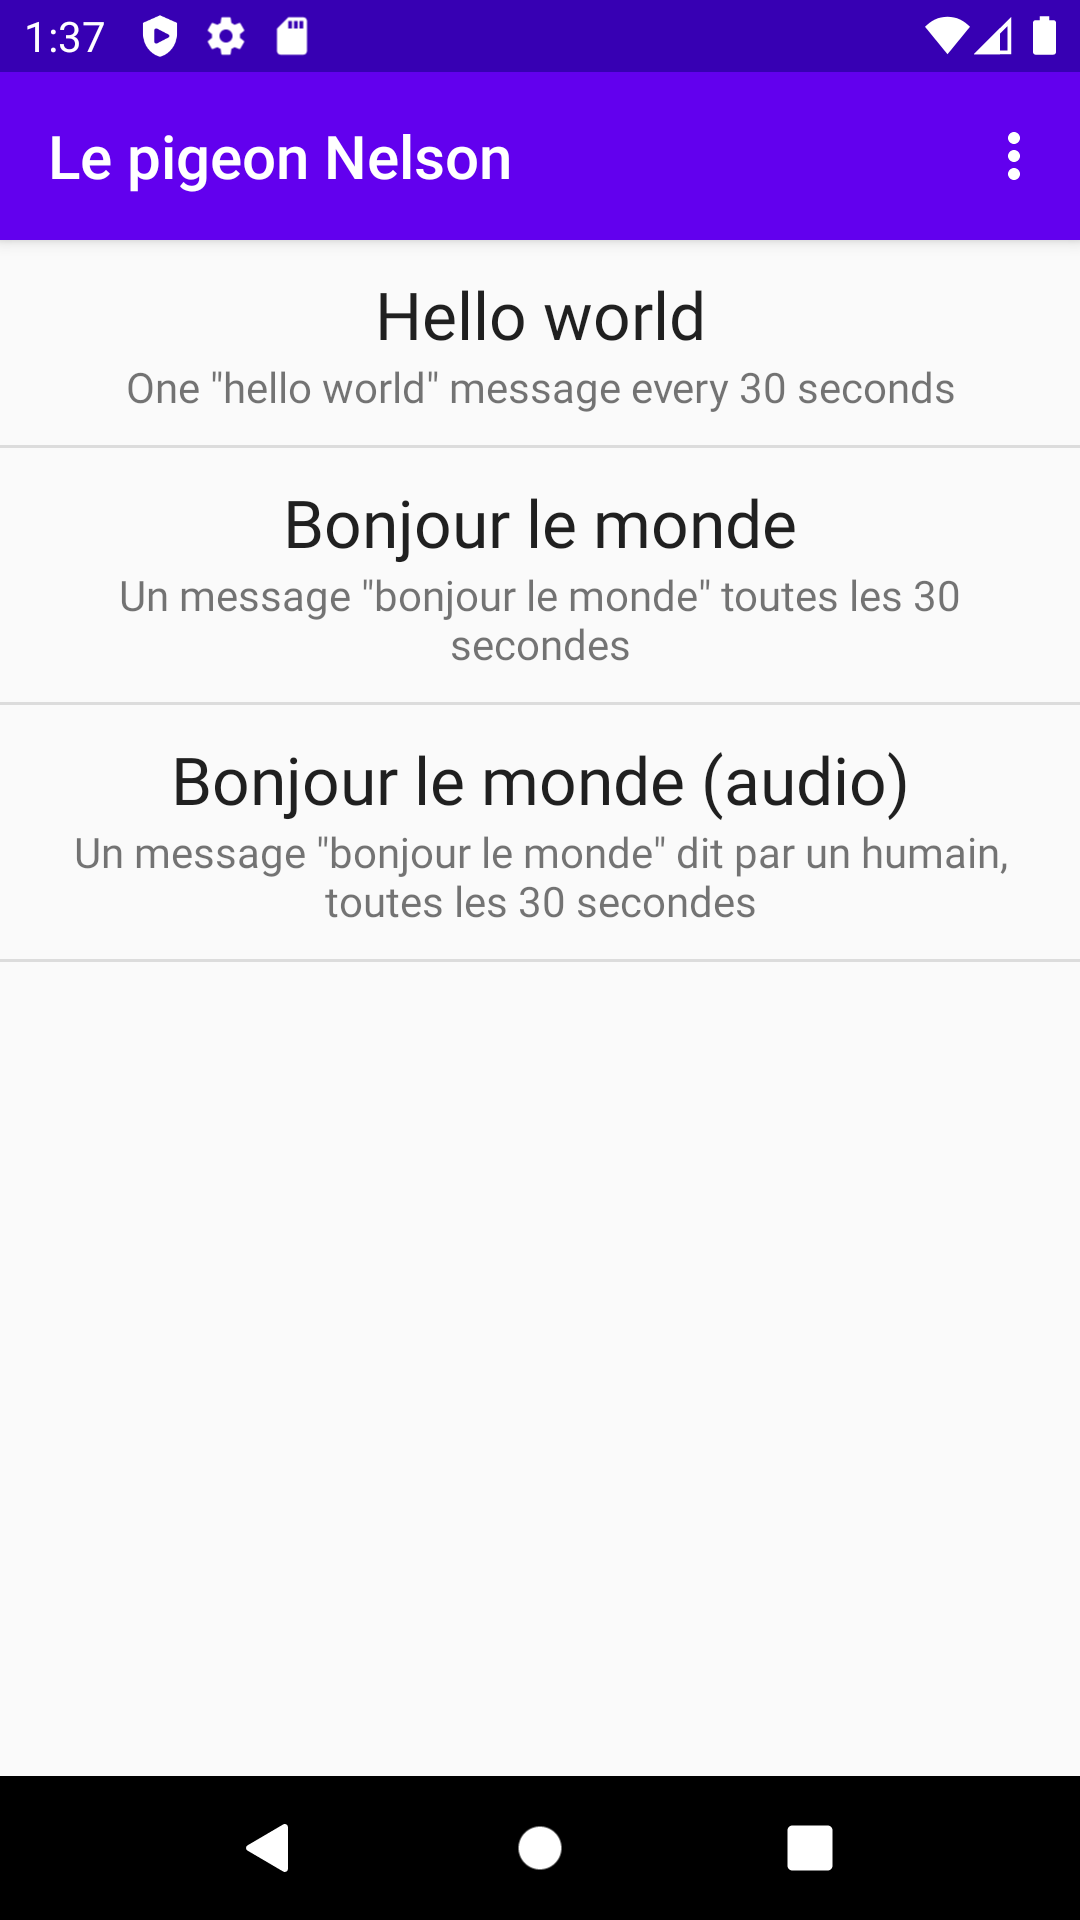 1:37
Le pigeon Nelson
Hello world
One "hello world" message every 30 seconds
Bonjour le monde
Un message "bonjour le monde" toutes les 30
secondes
Bonjour le monde (audio)
Un message "bonjour le monde" dit par un humain,
toutes les 30 secondes